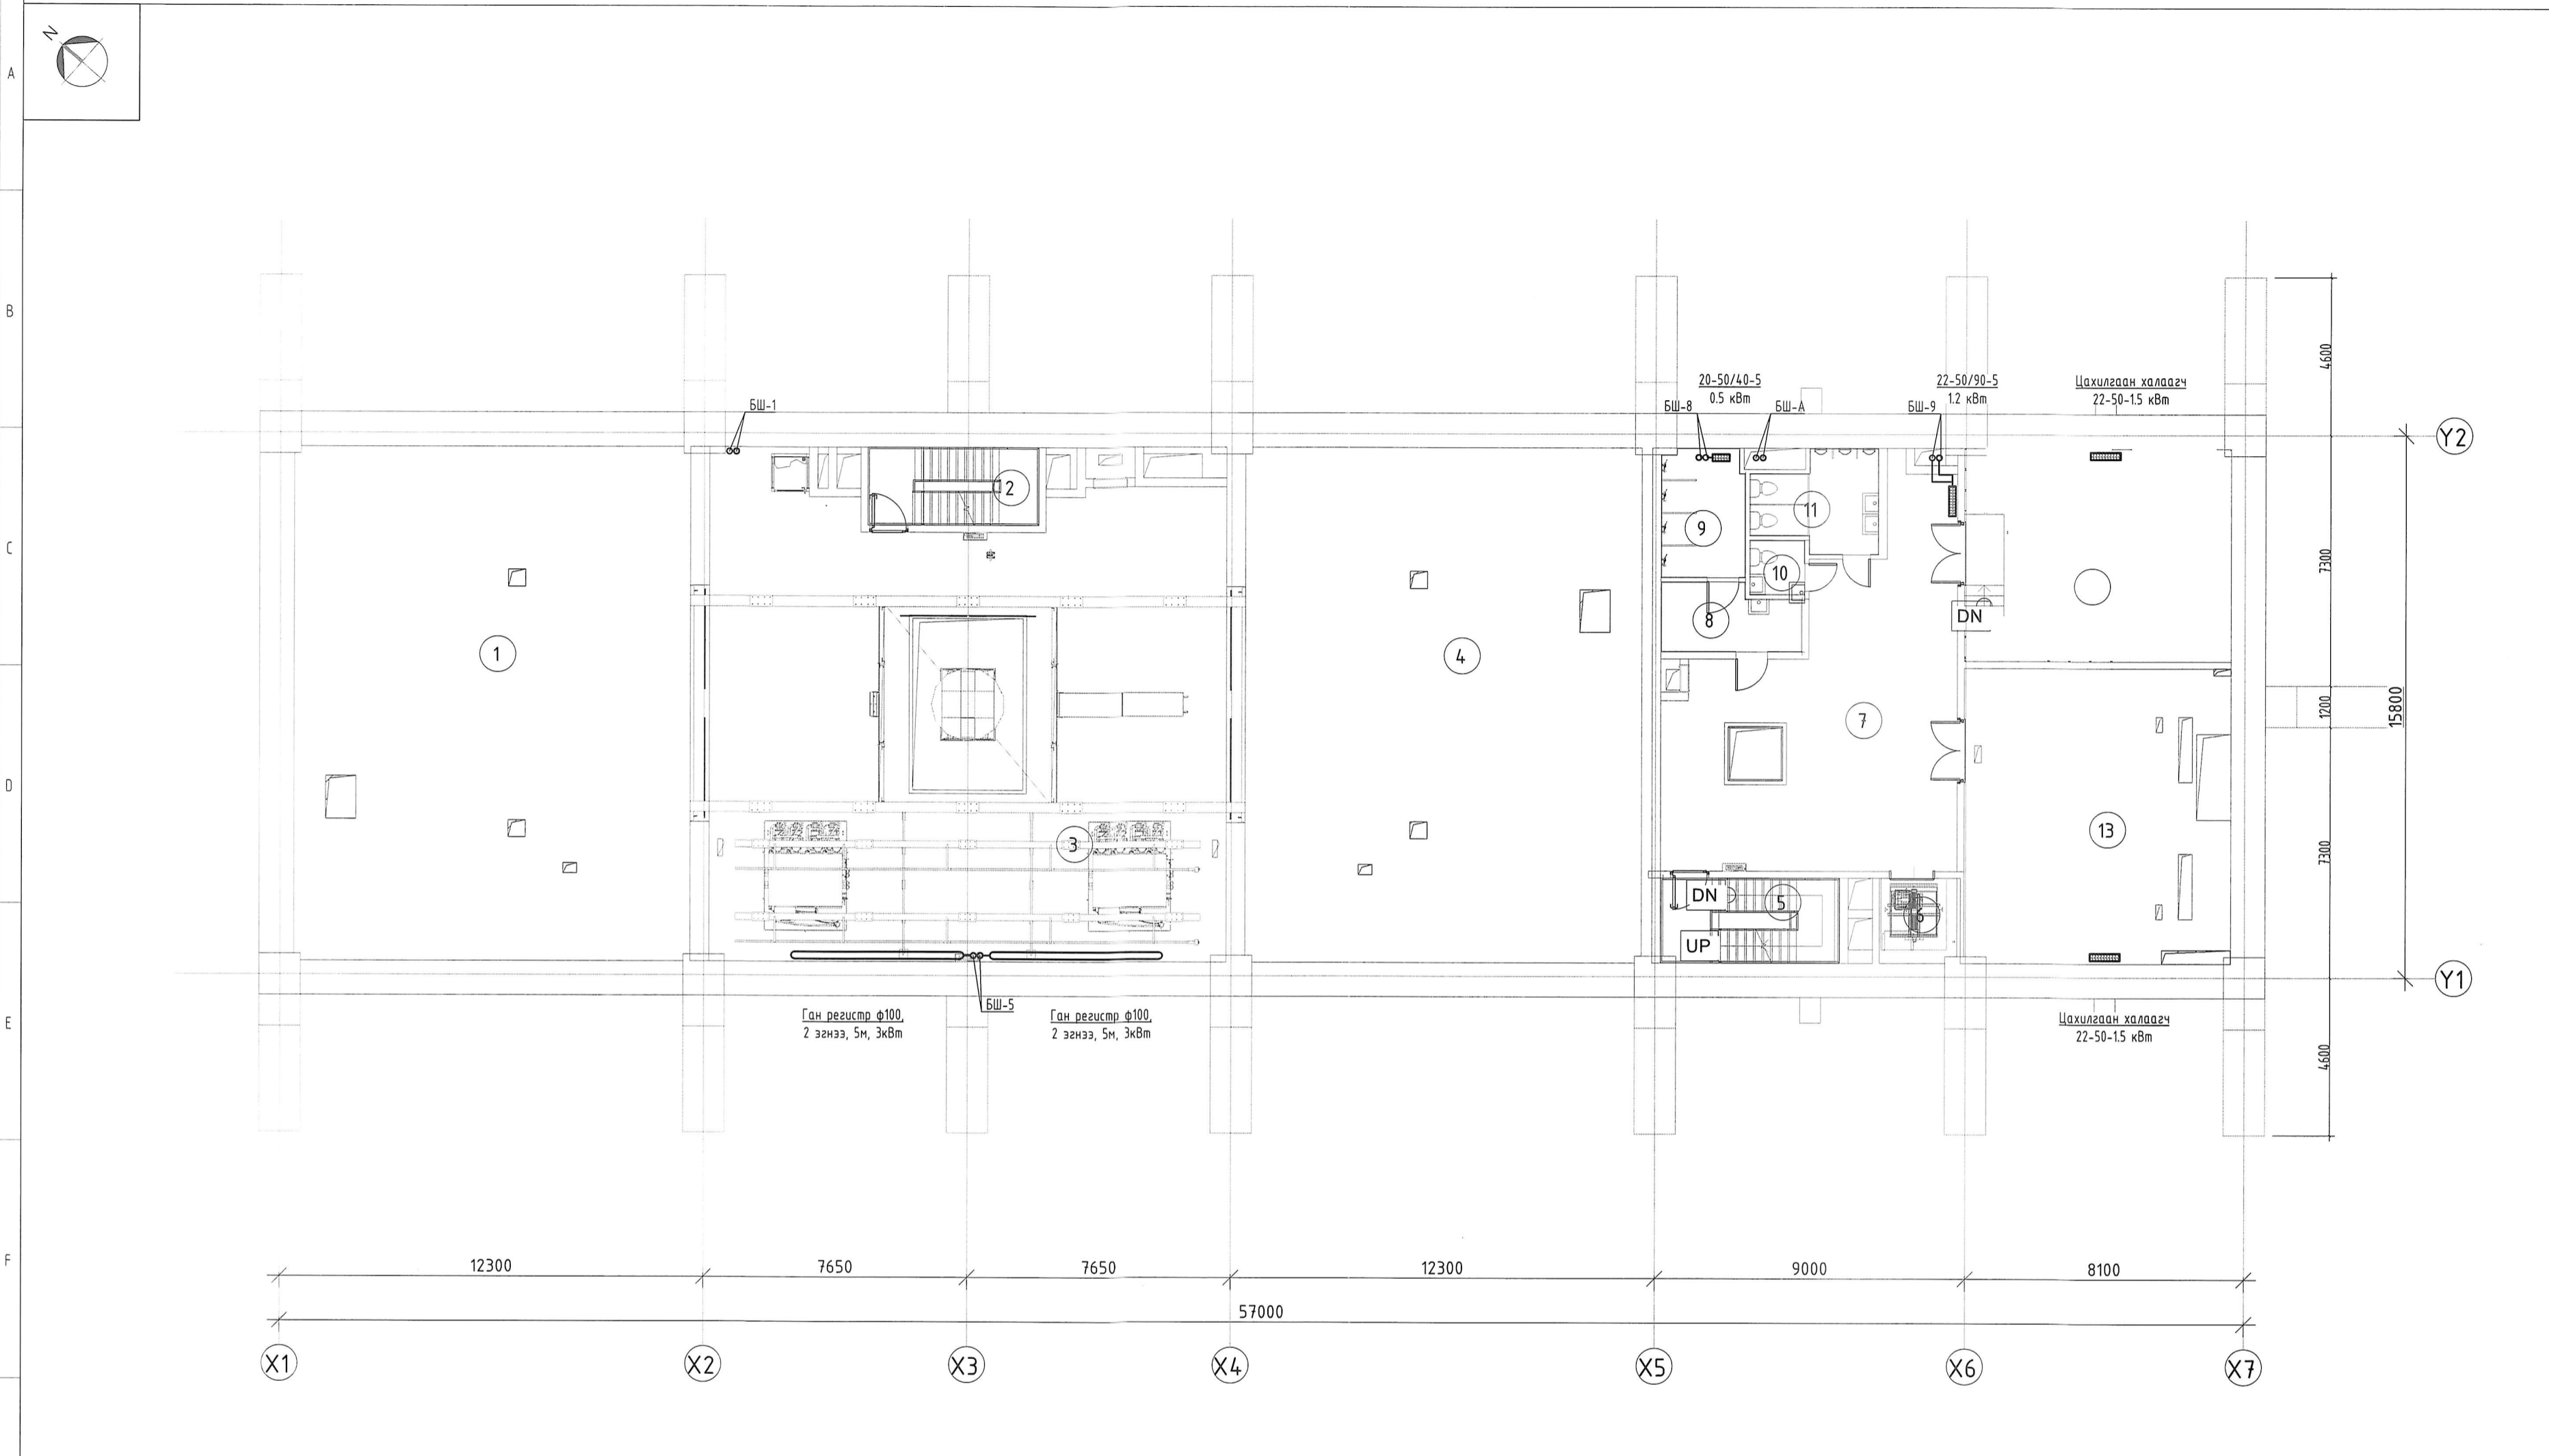 N
A
B
C
D
E
F
20-50/40-5
0.5 кВт
22-50/90-5
1.2 кВт
Цахилгаан халаагч
22-50-1.5 кВт
БШ-1
БШ-8
БШ-А
БШ-9
Y2
4600
7300
1200
7300
4600
15800
2
11
9
10
8
DN
1
4
7
3
13
5
6
DN
UP
Y1
БШ-5
Ган регистр ф100,
2 эгнээ, 5м, 3кВт
Ган регистр ф100,
2 эгнээ, 5м, 3кВт
Цахилгаан халаагч
22-50-1.5 кВт
12300
7650
7650
12300
9000
8100
57000
X1
X2
X3
X4
X5
X6
X7